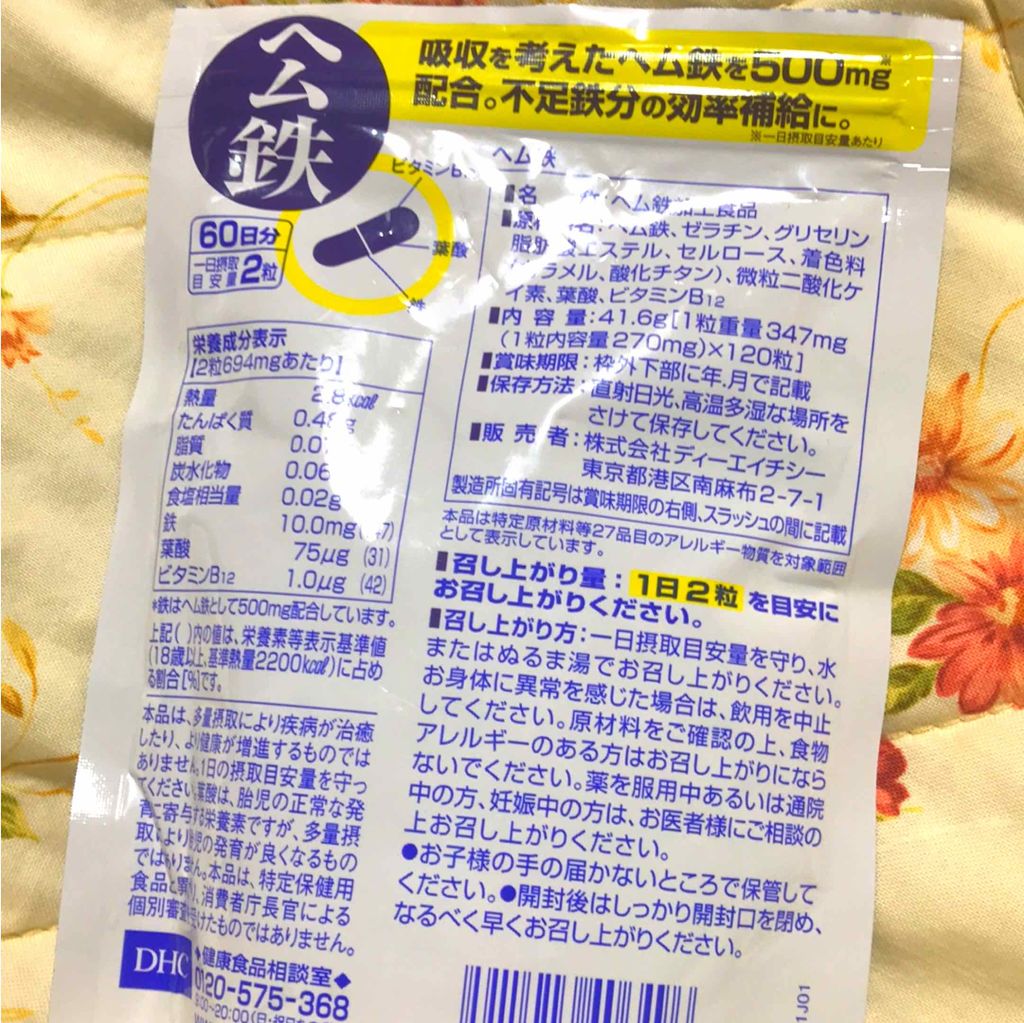 ヘム鉄
吸収を考えたヘム鉄を500mg※
配合。不足鉄分の効率補給に。
※一日摂取目安量あたり
60日分
一日摂取
目安量2粒
ビタミンB12
葉酸
鉄
栄養成分表示
[2粒694mgあたり]
熱量 2.8kcal
たんぱく質 0.48g
脂質 0.07
炭水化物 0.06
食塩相当量 0.02g
鉄 10.0mg(147)
葉酸 75μg (31)
ビタミンB12 1.0μg (42)
*鉄はヘム鉄として500mg配合しています。
上記( )内の値は、栄養素等表示基準値
(18歳以上、基準熱量2200kcal)に占め
る割合[%]です。
本品は、多量摂取により疾病が治癒
したり、より健康が増進するものでは
ありません。1日の摂取目安量を守っ
てください。葉酸は、胎児の正常な発
育に寄与する栄養素ですが、多量摂
取により胎児の発育が良くなるもの
ではありません。本品は、特定保健用
食品と異なり、消費者庁長官による
個別審査を受けたものではありません。
DHC
◆健康食品相談室◆
0120-575-368
9:00~20:00(日・祝日を
ヘム鉄
■名 称:ヘム鉄加工食品
■原材料名:ヘム鉄、ゼラチン、グリセリン
脂肪酸エステル、セルロース、着色料
(カラメル、酸化チタン)、微粒二酸化ケ
イ素、葉酸、ビタミンB12
■内容量:41.6g[1粒重量347mg
(1粒内容量270mg)×120粒]
■賞味期限:枠外下部に年.月で記載
■保存方法:直射日光、高温多湿な場所を
さけて保存してください。
■販売者:株式会社ディーエイチシー
東京都港区南麻布2-7-1
製造所固有記号は賞味期限の右側、スラッシュの間に記載
本品は特定原材料等27品目のアレルギー物質を対象範囲
として表示しています。
■召し上がり量:1日2粒を目安に
お召し上がりください。
■召し上がり方:一日摂取目安量を守り、水
またはぬるま湯でお召し上がりください。
お身体に異常を感じた場合は、飲用を中止
してください。原材料をご確認の上、食物
アレルギーのある方はお召し上がりになら
ないでください。薬を服用中あるいは通院
中の方、妊娠中の方は、お医者様にご相談の
上お召し上がりください。
●お子様の手の届かないところで保管して
ください。●開封後はしっかり開封口を閉め、
なるべく早くお召し上がりください。
1J01